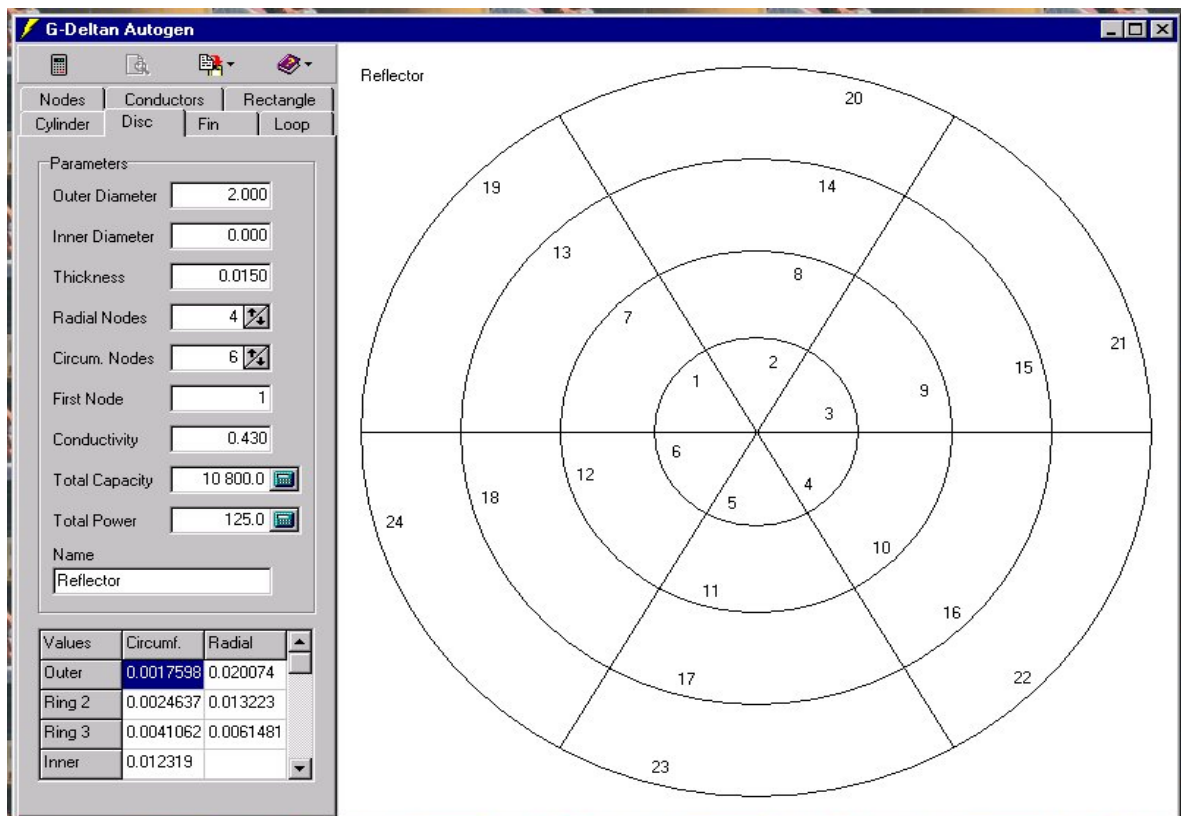 G-Deltan Autogen
Nodes Conductors Rectangle
Cylinder Disc Fin Loop
Parameters
Outer Diameter 2.000
Inner Diameter 0.000
Thickness 0.0150
Radial Nodes 4
Circum. Nodes 6
First Node 1
Conductivity 0.430
Total Capacity 10 800.0
Total Power 125.0
Name
Reflector
Values Circumf. Radial
Outer 0.0017598 0.020074
Ring 2 0.0024637 0.013223
Ring 3 0.0041062 0.0061481
Inner 0.012319
Reflector
20
19
14
13
8
7
21
15
2
1
9
3
6
12
4
18
5
24
10
11
16
17
22
23